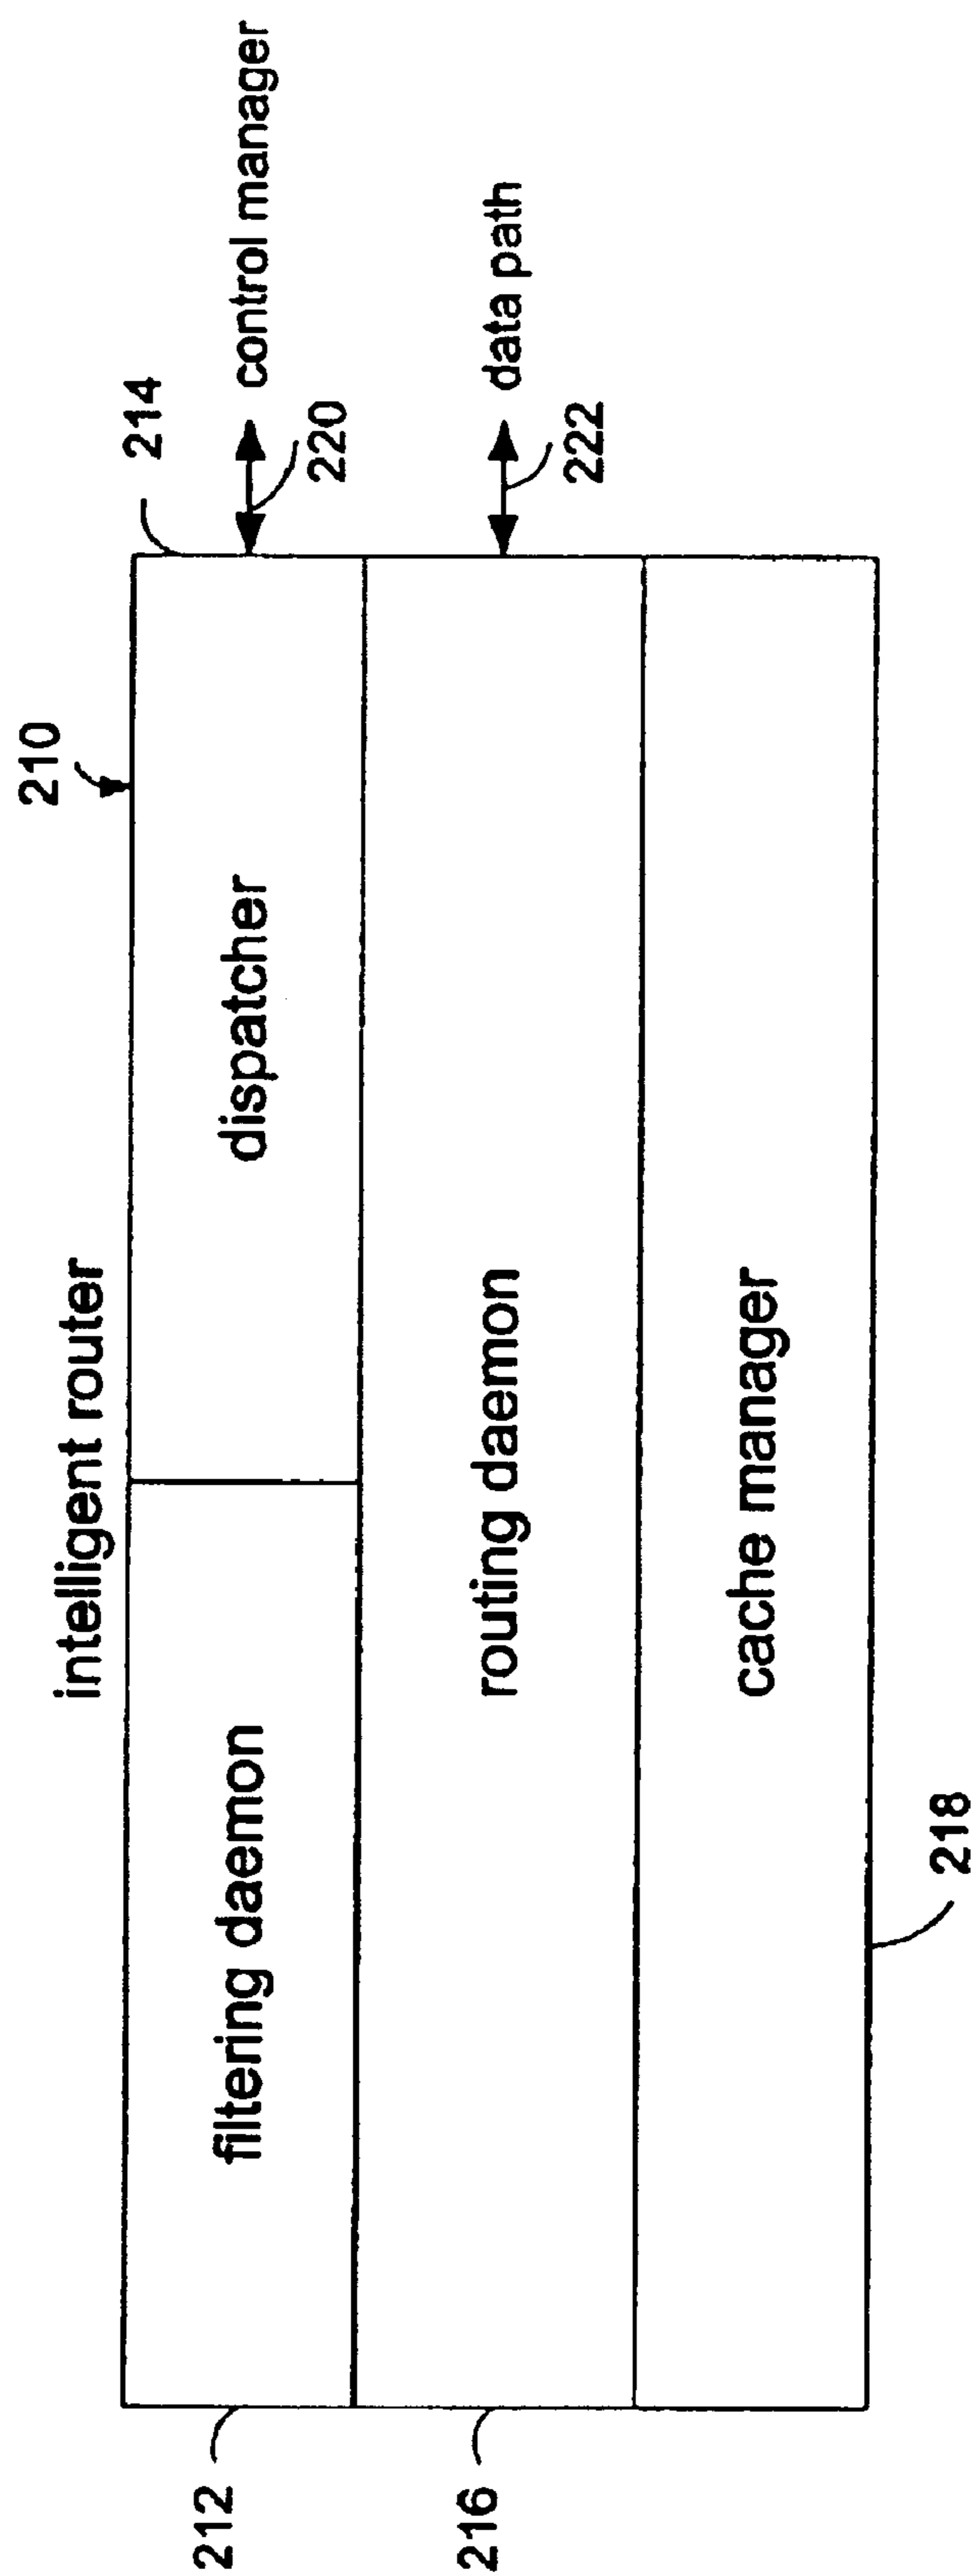 intelligent router
210
214
filtering daemon
dispatcher
control manager
220
212
routing daemon
data path
222
216
cache manager
218